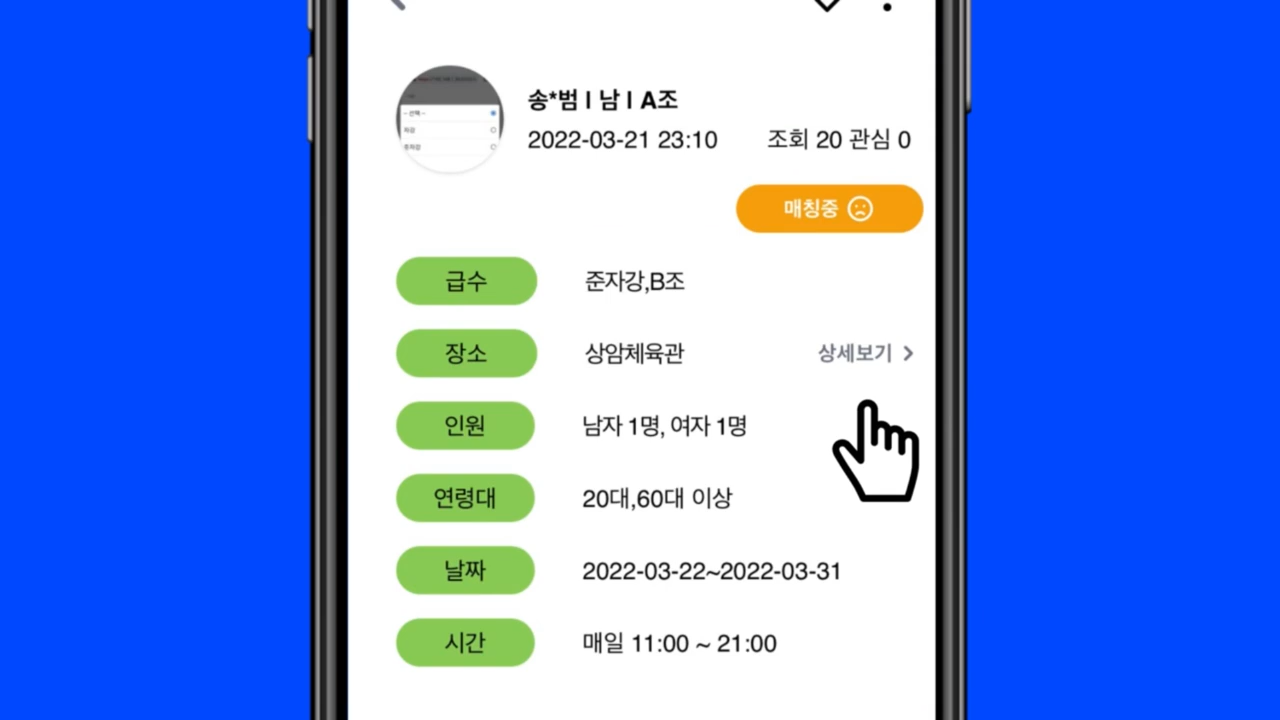 송*범 | 남 | A조
2022-03-21 23:10 조회 20 관심 0
매칭중
급수 준자강,B조
장소 상암체육관 상세보기 >
인원 남자 1명, 여자 1명
연령대 20대,60대 이상
날짜 2022-03-22~2022-03-31
시간 매일 11:00 ~ 21:00